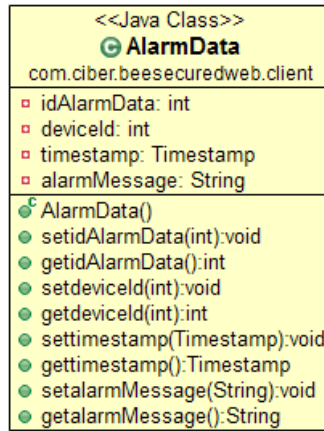 <<Java Class>>
AlarmData
com.ciber.beesecuredweb.client
idAlarmData: int
deviceId: int
timestamp: Timestamp
alarmMessage: String
AlarmData()
setidAlarmData(int):void
getidAlarmData():int
setdeviceId(int):void
getdeviceId(int):int
settimestamp(Timestamp):void
gettimestamp():Timestamp
setalarmMessage(String):void
getalarmMessage():String